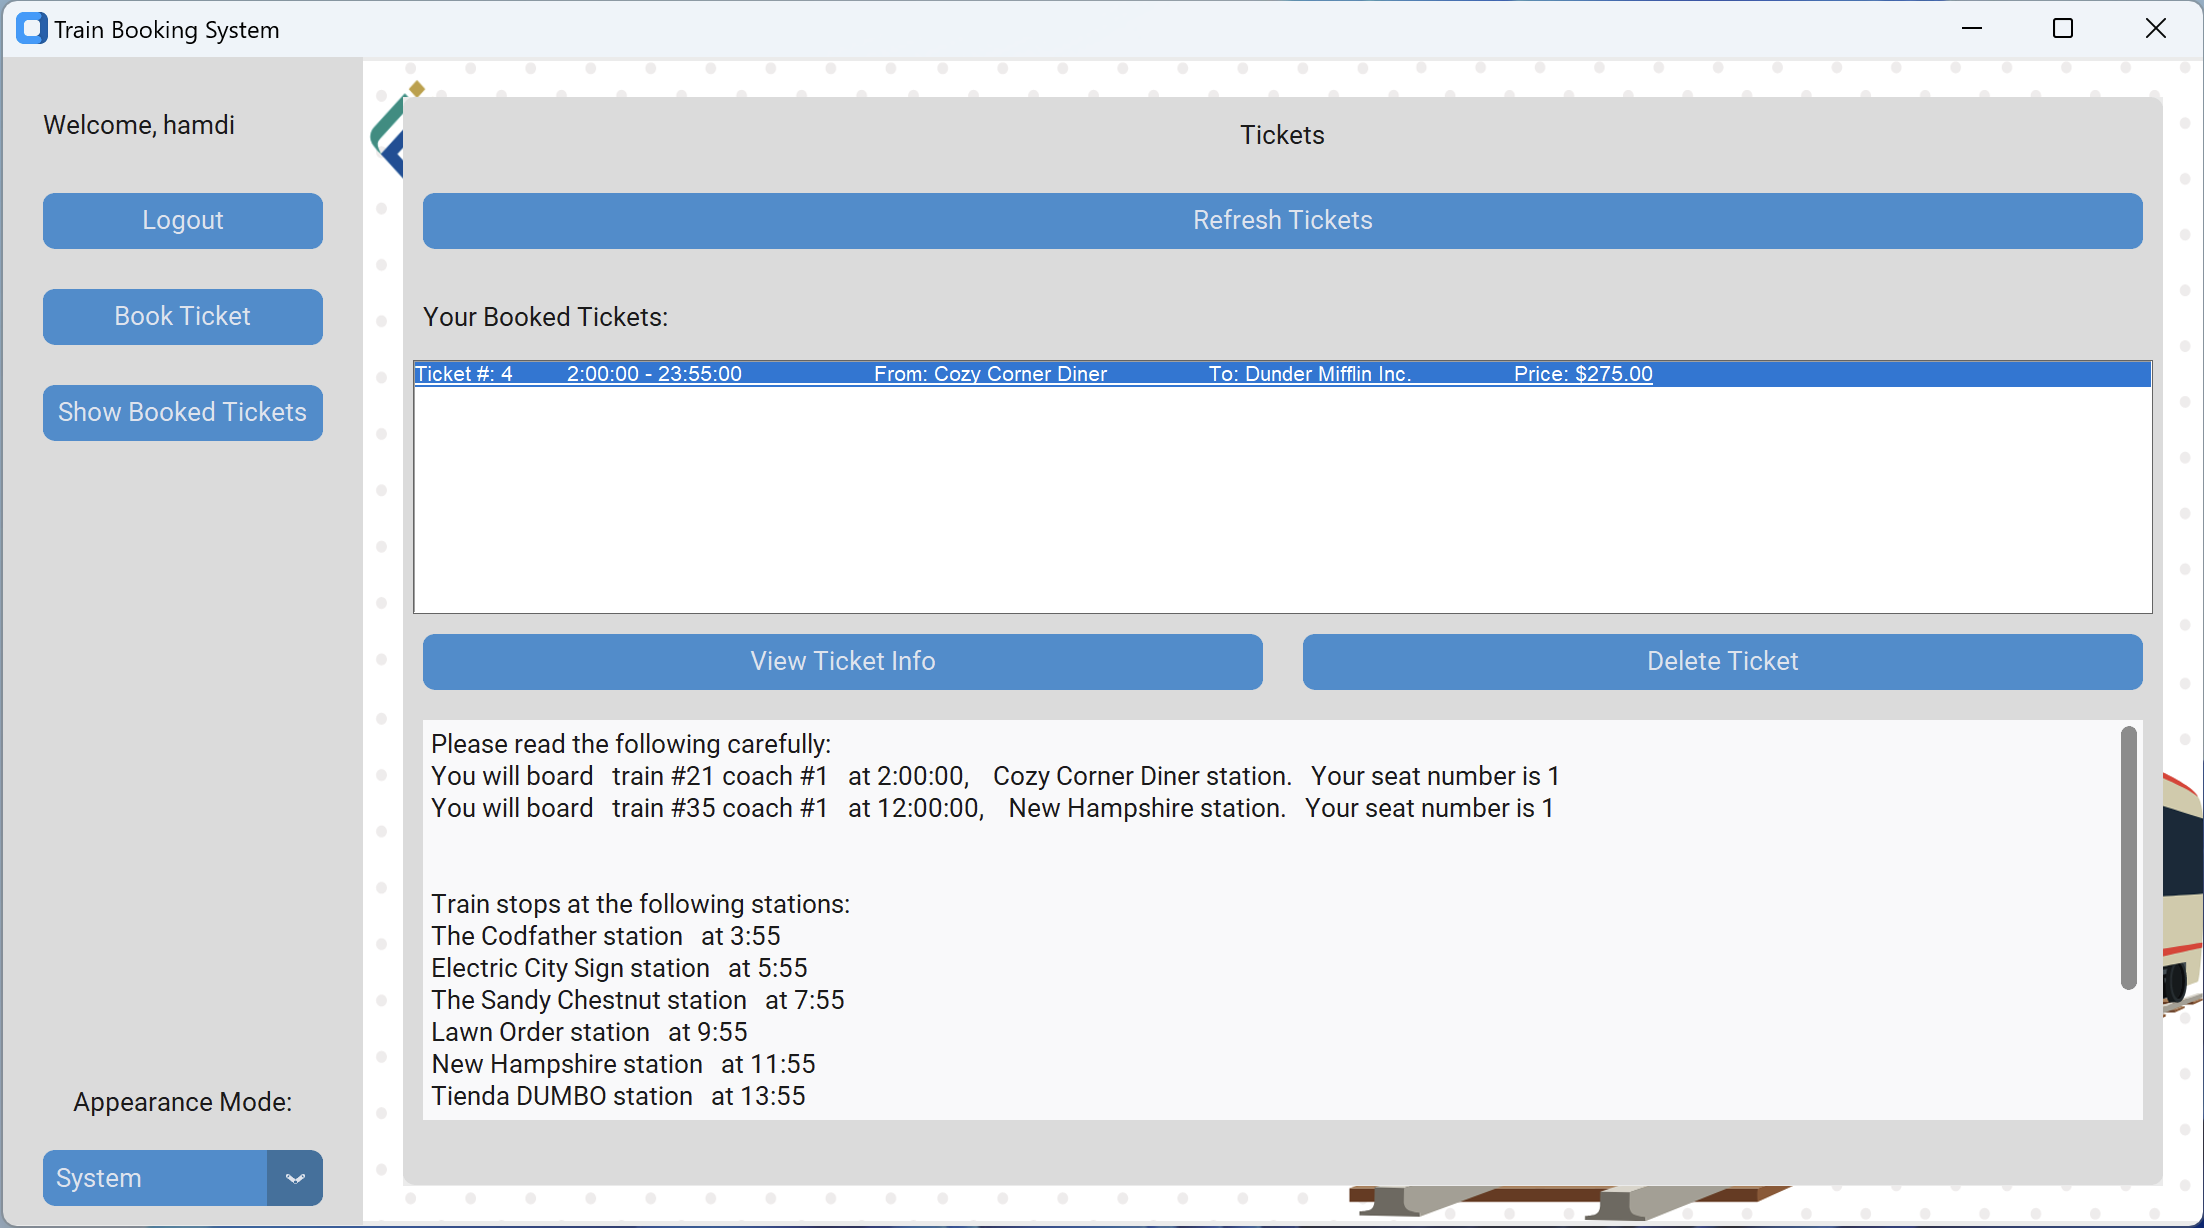 Train Booking System
Welcome, hamdi
Logout
Book Ticket
Show Booked Tickets
Appearance Mode:
System
Tickets
Refresh Tickets
Your Booked Tickets:
Ticket #: 4 2:00:00 - 23:55:00 From: Cozy Corner Diner To: Dunder Mifflin Inc. Price: $275.00
View Ticket Info
Delete Ticket
Please read the following carefully:
You will board train #21 coach #1 at 2:00:00, Cozy Corner Diner station. Your seat number is 1
You will board train #35 coach #1 at 12:00:00, New Hampshire station. Your seat number is 1
Train stops at the following stations:
The Codfather station at 3:55
Electric City Sign station at 5:55
The Sandy Chestnut station at 7:55
Lawn Order station at 9:55
New Hampshire station at 11:55
Tienda DUMBO station at 13:55